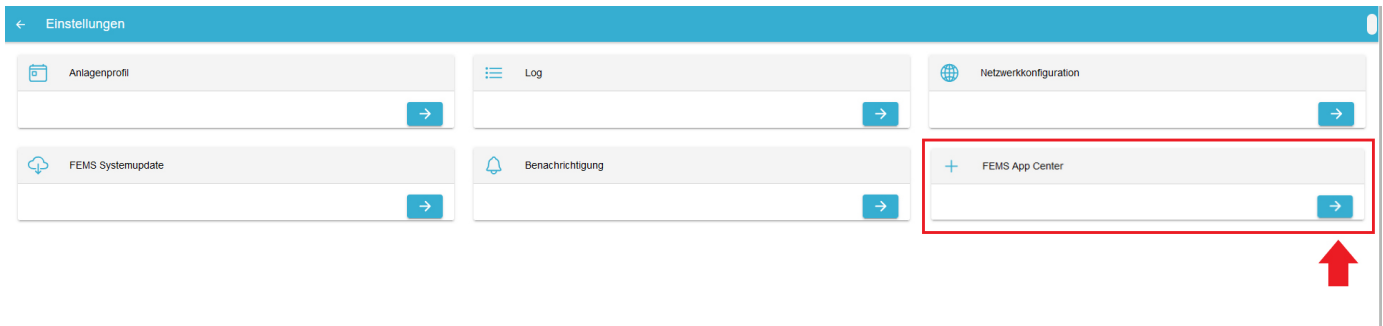 Einstellungen
Anlagenprofil
Log
Netzwerkkonfiguration
FEMS Systemupdate
Benachrichtigung
FEMS App Center